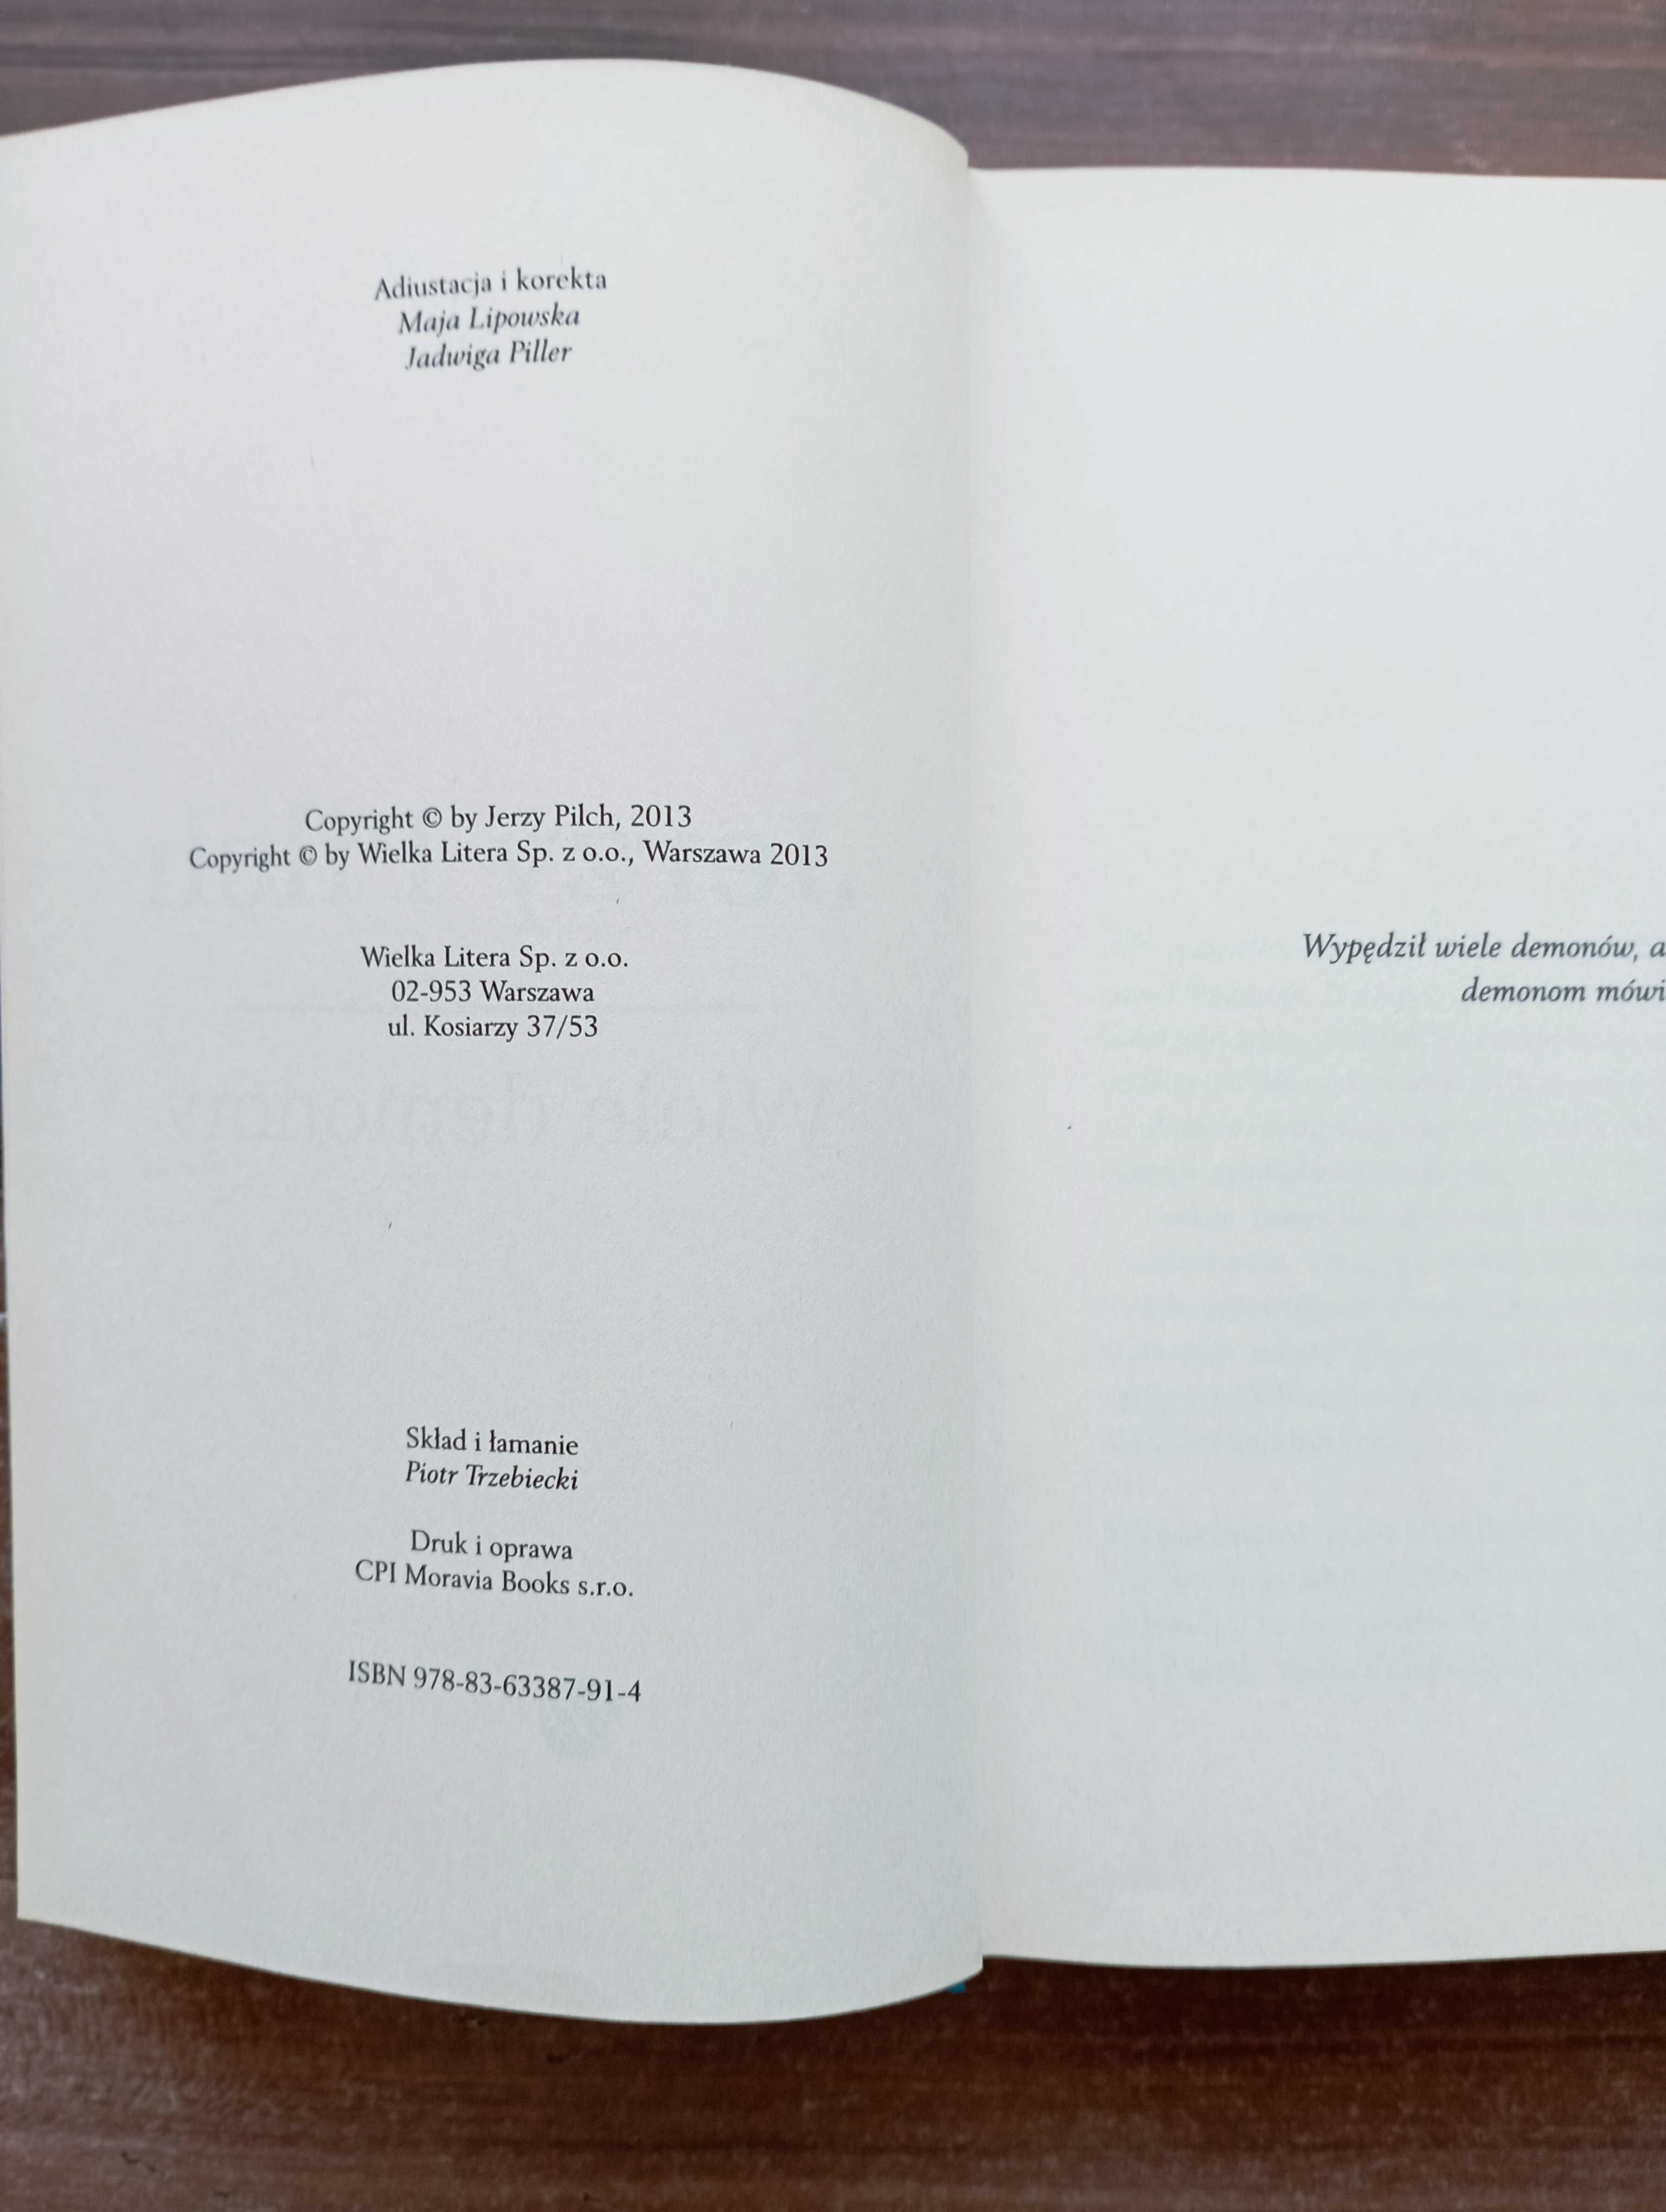 Adiustacja i korekta
Maja Lipowska
Jadwiga Piller
Copyright © by Jerzy Pilch, 2013
Copyright © by Wielka Litera Sp. z o.o., Warszawa 2013
Wielka Litera Sp. z o.o.
02-953 Warszawa
ul. Kosiarzy 37/53
Skład i łamanie
Piotr Trzebiecki
Druk i oprawa
CPI Moravia Books s.r.o.
ISBN 978-83-63387-91-4
Wypędził wiele demonów, a
demonom mówi